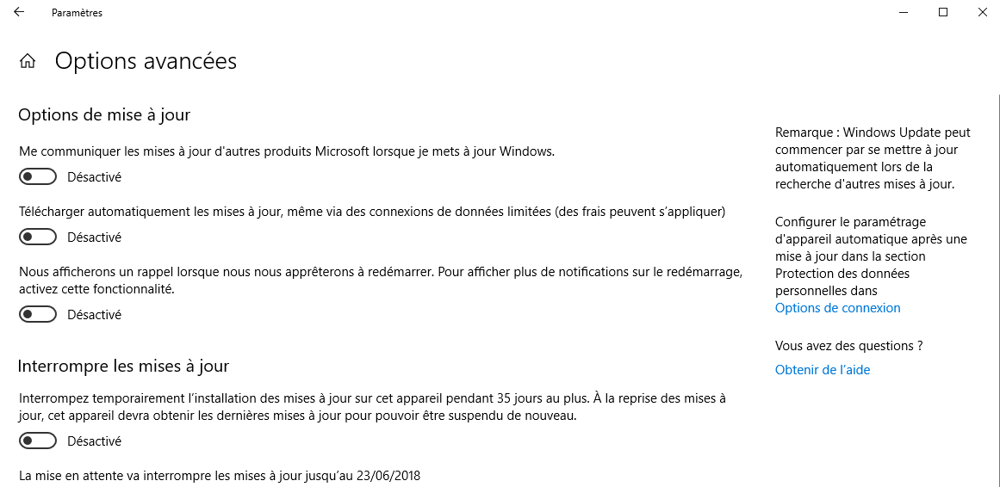 Paramètres
Options avancées
Options de mise à jour
Me communiquer les mises à jour d'autres produits Microsoft lorsque je mets à jour Windows.
Désactivé
Télécharger automatiquement les mises à jour, même via des connexions de données limitées (des frais peuvent s’appliquer)
Désactivé
Nous afficherons un rappel lorsque nous nous apprêterons à redémarrer. Pour afficher plus de notifications sur le redémarrage,
activez cette fonctionnalité.
Désactivé
Interrompre les mises à jour
Interrompez temporairement l’installation des mises à jour sur cet appareil pendant 35 jours au plus. À la reprise des mises à
jour, cet appareil devra obtenir les dernières mises à jour pour pouvoir être suspendu de nouveau.
Désactivé
La mise en attente va interrompre les mises à jour jusqu’au 23/06/2018
Remarque : Windows Update peut
commencer par se mettre à jour
automatiquement lors de la
recherche d'autres mises à jour.
Configurer le paramétrage
d'appareil automatique après une
mise à jour dans la section
Protection des données
personnelles dans
Options de connexion
Vous avez des questions ?
Obtenir de l’aide